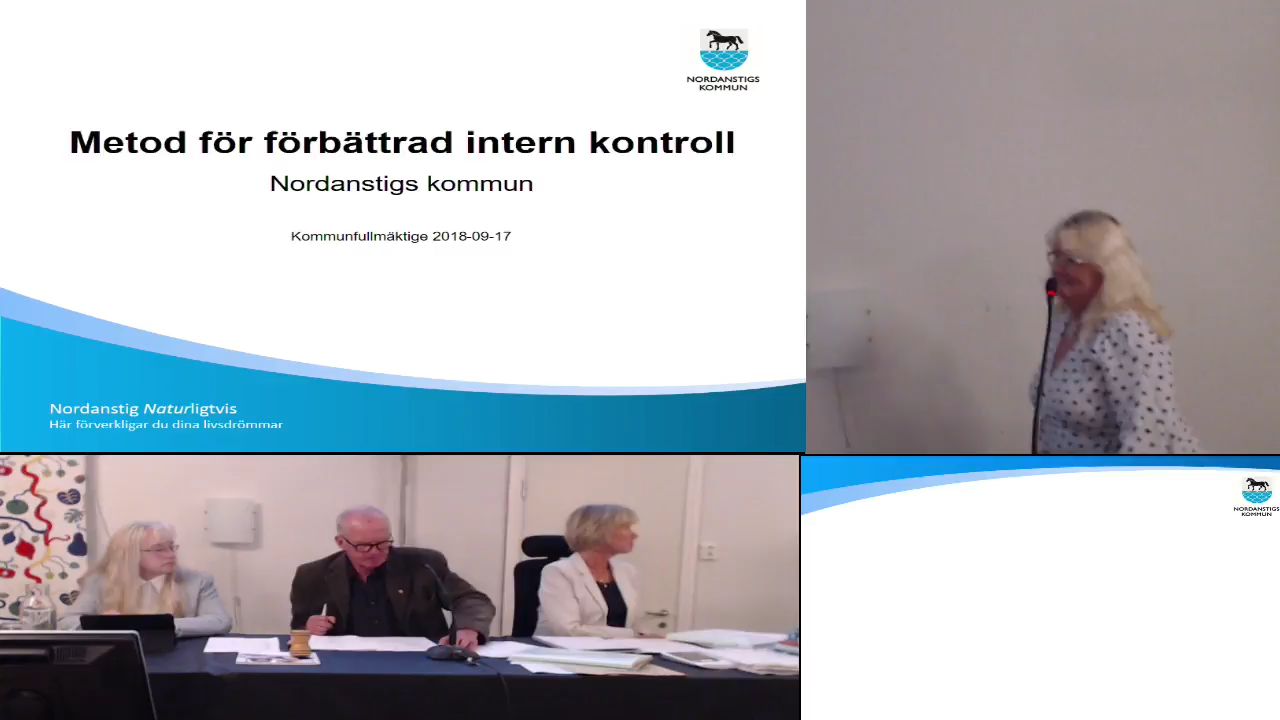 NORDANSTIGS
KOMMUN
Metod för förbättrad intern kontroll
Nordanstigs kommun
Kommunfullmäktige 2018-09-17
Nordanstig Naturligtvis
Här förverkligar du dina livsdrömmar
NORDANSTIGS
KOMMUN